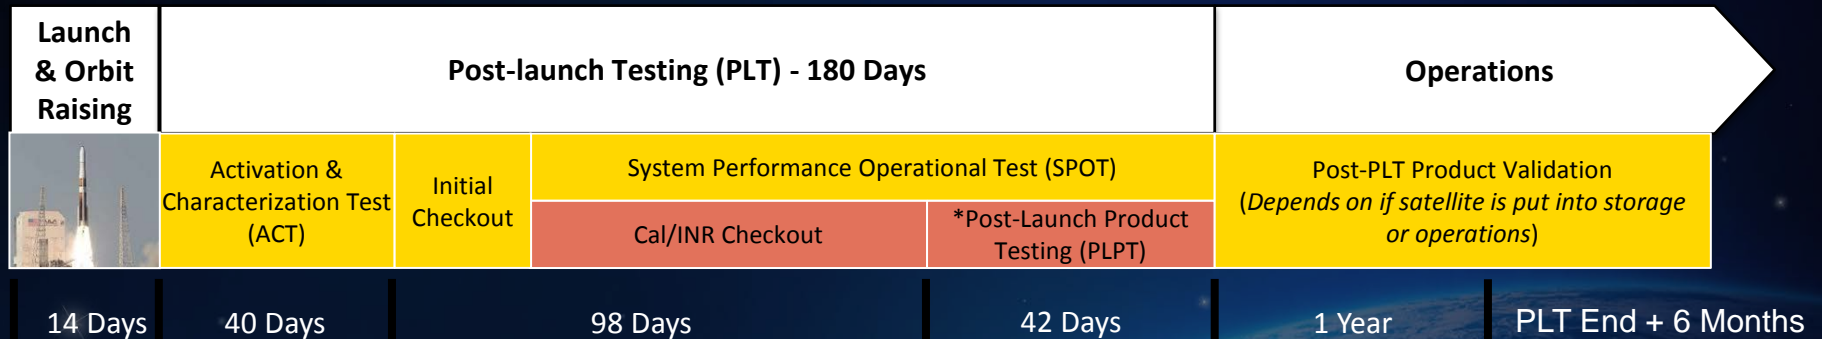 Launch
& Orbit
Raising
Post-launch Testing (PLT) - 180 Days
Operations
Activation &
Characterization Test
(ACT)
Initial
Checkout
System Performance Operational Test (SPOT)
Cal/INR Checkout
*Post-Launch Product
Testing (PLPT)
Post-PLT Product Validation
(Depends on if satellite is put into storage
or operations)
14 Days
40 Days
98 Days
42 Days
1 Year
PLT End + 6 Months